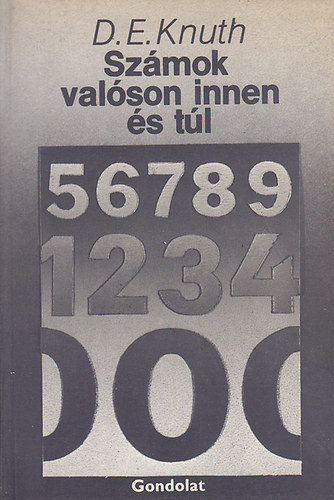 D.E.Knuth
Számok
valóson innen
és túl
56789
1234
000
Gondolat